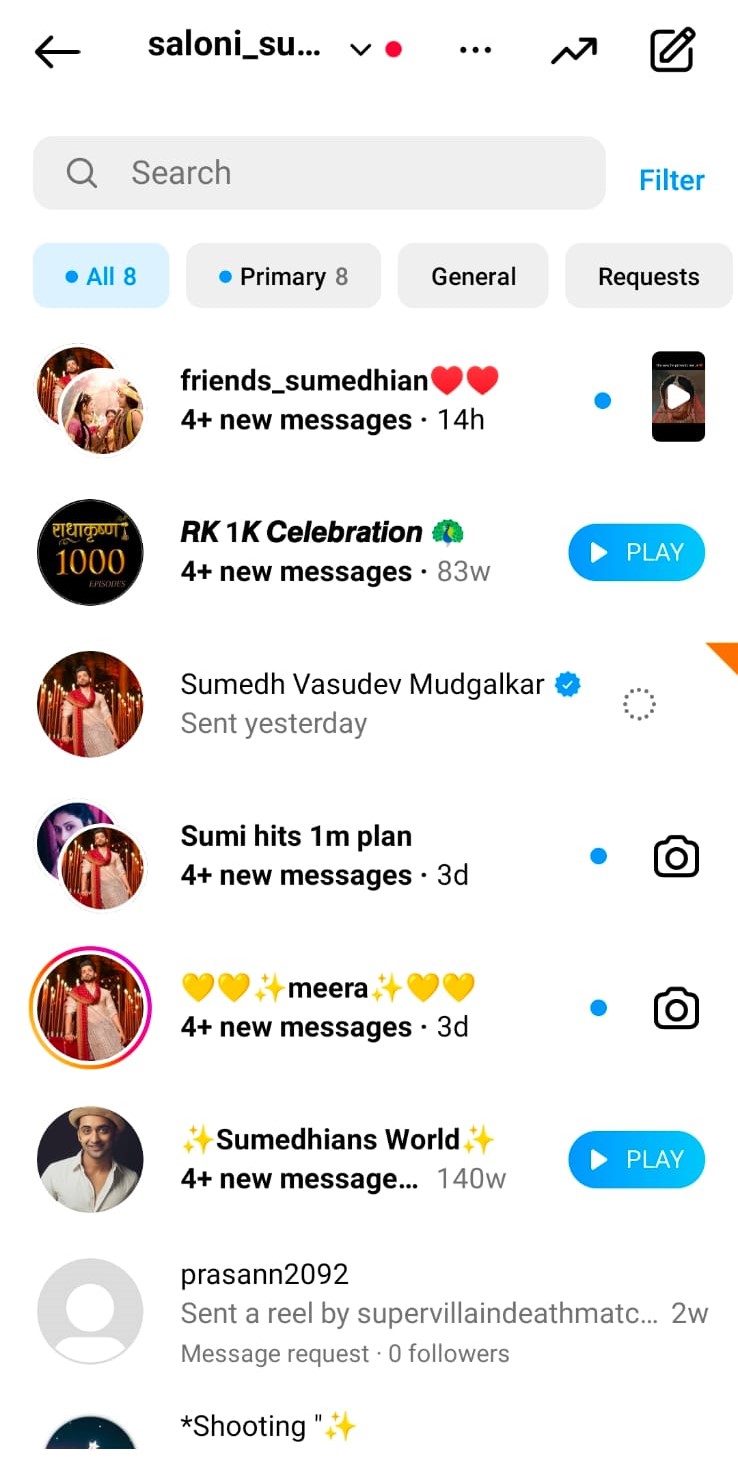 saloni_su...
Search
Filter
All 8
Primary 8
General
Requests
friends_sumedhian❤️❤️
4+ new messages · 14h
राधाकृष्ण
1000
EPISODES
RK 1K Celebration 🦚
4+ new messages · 83w
PLAY
Sumedh Vasudev Mudgalkar
Sent yesterday
Sumi hits 1m plan
4+ new messages · 3d
💛💛✨meera✨💛💛
4+ new messages · 3d
✨Sumedhians World✨
4+ new message... 140w
PLAY
prasann2092
Sent a reel by supervillaindeathmatc... 2w
Message request · 0 followers
*Shooting "✨